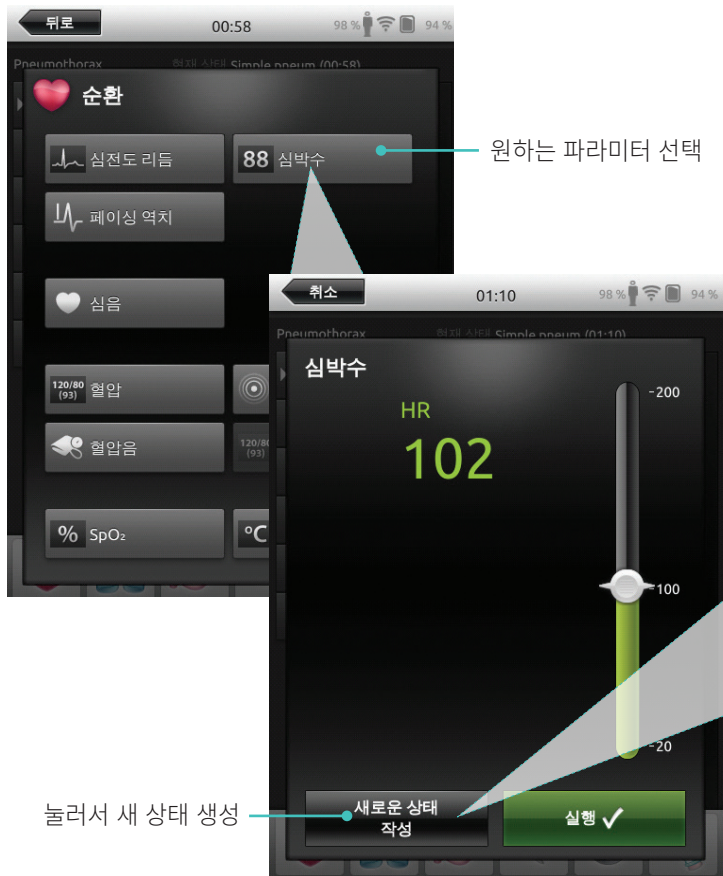 뒤로
00:58
98 %
94 %
Pneumothorax
현재 상태 Simple pneum (00:58)
순환
심전도 리듬
88 심박수
원하는 파라미터 선택
페이싱 역치
심음
120/80
(93)
혈압
혈압음
120/80
(93)
% SpO₂
°C
취소
01:10
98 %
94 %
Pneumothorax
현재 상태 Simple pneum (01:10)
심박수
HR
102
-200
-100
-20
눌러서 새 상태 생성
새로운 상태
작성
실행